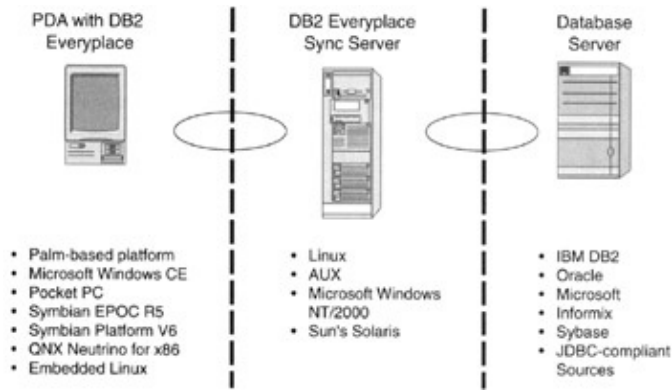 PDA with DB2
Everyplace
DB2 Everyplace
Sync Server
Database
Server
• Palm-based platform
• Microsoft Windows CE
• Pocket PC
• Symbian EPOC R5
• Symbian Platform V6
• QNX Neutrino for x86
• Embedded Linux
• Linux
• AUX
• Microsoft Windows
NT/2000
• Sun's Solaris
• IBM DB2
• Oracle
• Microsoft
• Informix
• Sybase
• JDBC-compliant
Sources